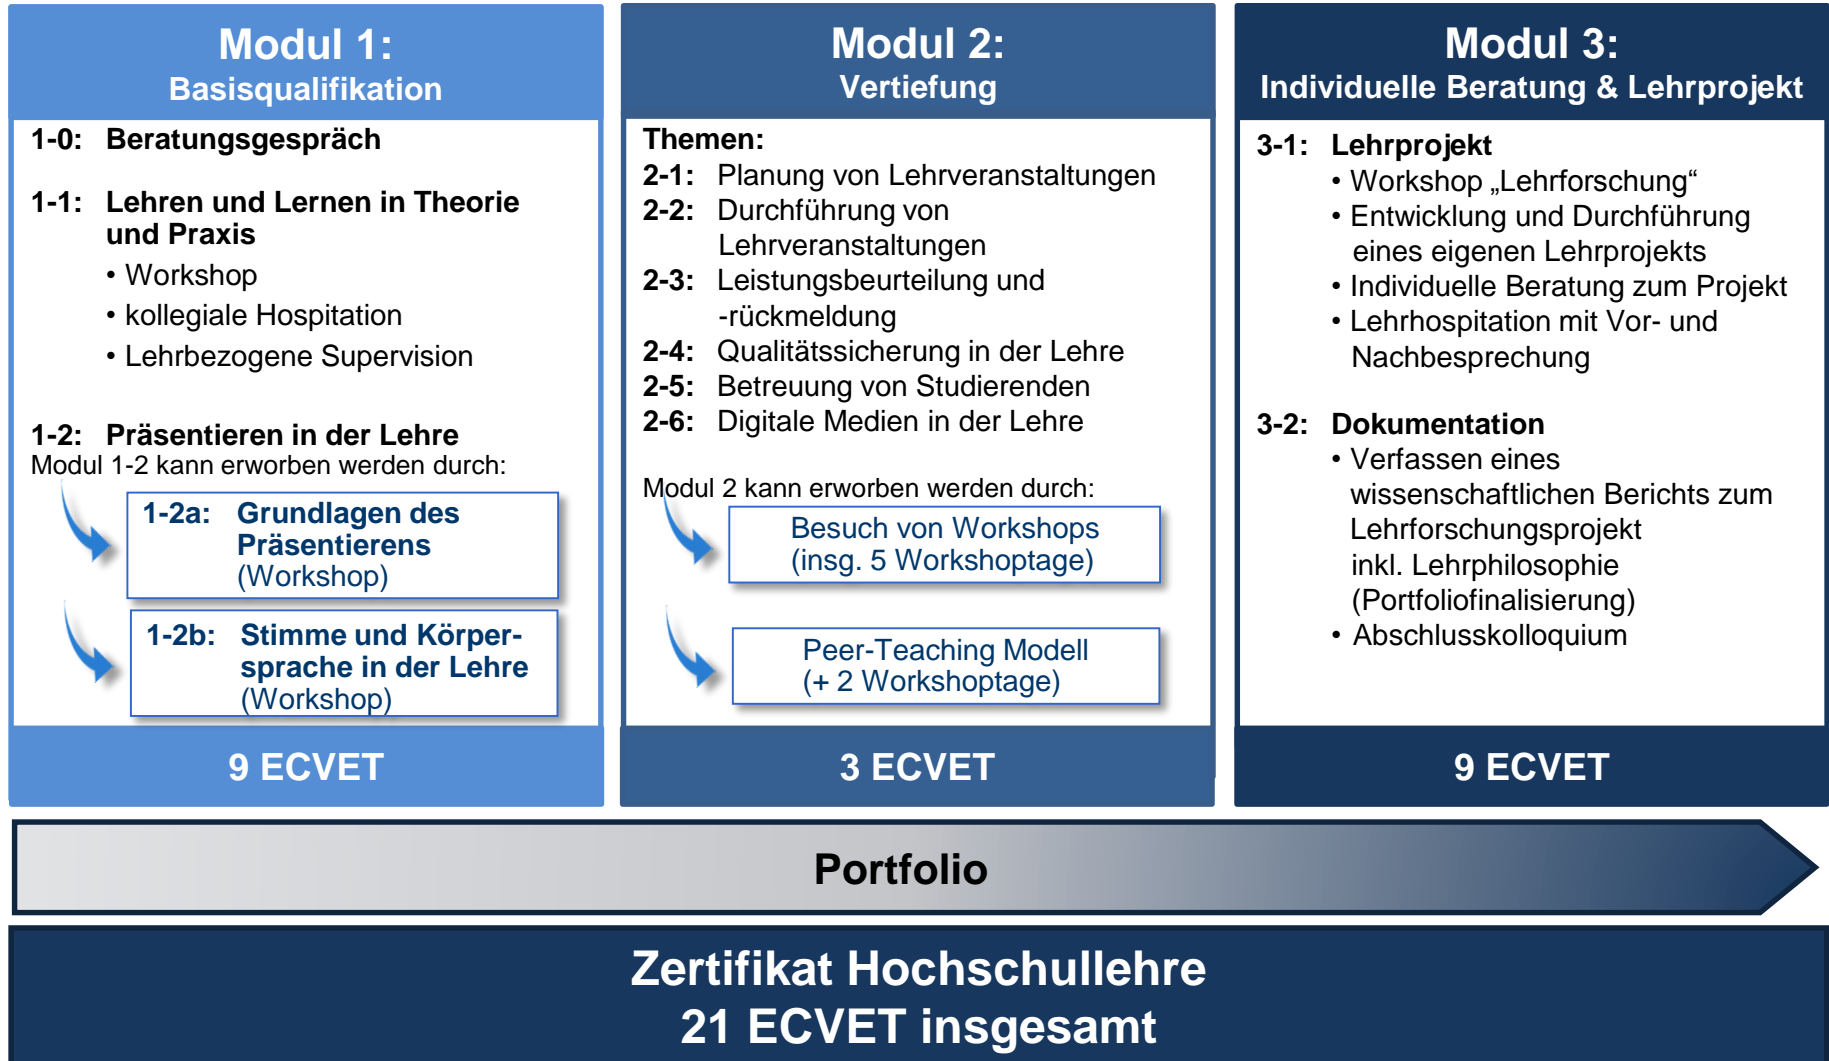 Modul 1:
Basisqualifikation
1-0: Beratungsgespräch
1-1: Lehren und Lernen in Theorie
und Praxis
• Workshop
• kollegiale Hospitation
• Lehrbezogene Supervision
1-2: Präsentieren in der Lehre
Modul 1-2 kann erworben werden durch:
1-2a: Grundlagen des
Präsentierens
(Workshop)
1-2b: Stimme und Körper-
sprache in der Lehre
(Workshop)
9 ECVET
Modul 2:
Vertiefung
Themen:
2-1: Planung von Lehrveranstaltungen
2-2: Durchführung von
Lehrveranstaltungen
2-3: Leistungsbeurteilung und
-rückmeldung
2-4: Qualitätssicherung in der Lehre
2-5: Betreuung von Studierenden
2-6: Digitale Medien in der Lehre
Modul 2 kann erworben werden durch:
Besuch von Workshops
(insg. 5 Workshoptage)
Peer-Teaching Modell
(+ 2 Workshoptage)
3 ECVET
Modul 3:
Individuelle Beratung & Lehrprojekt
3-1: Lehrprojekt
• Workshop „Lehrforschung“
• Entwicklung und Durchführung
eines eigenen Lehrprojekts
• Individuelle Beratung zum Projekt
• Lehrhospitation mit Vor- und
Nachbesprechung
3-2: Dokumentation
• Verfassen eines
wissenschaftlichen Berichts zum
Lehrforschungsprojekt
inkl. Lehrphilosophie
(Portfoliofinalisierung)
• Abschlusskolloquium
9 ECVET
Portfolio
Zertifikat Hochschullehre
21 ECVET insgesamt